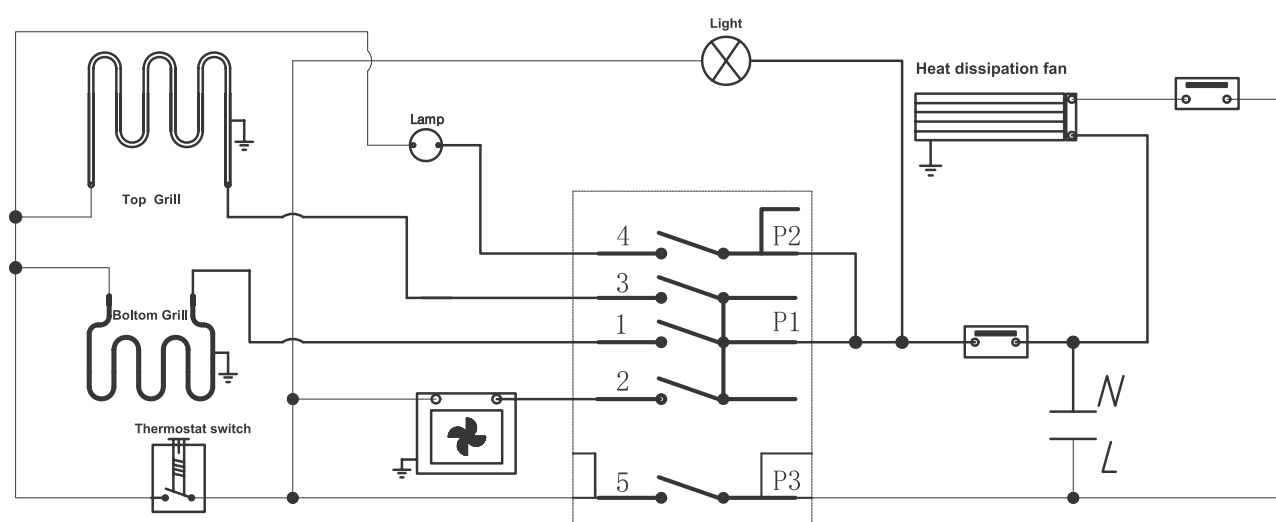 Light
Heat dissipation fan
Lamp
Top Grill
4
P2
3
Boltom Grill
1
P1
2
N
Thermostat switch
L
5
P3